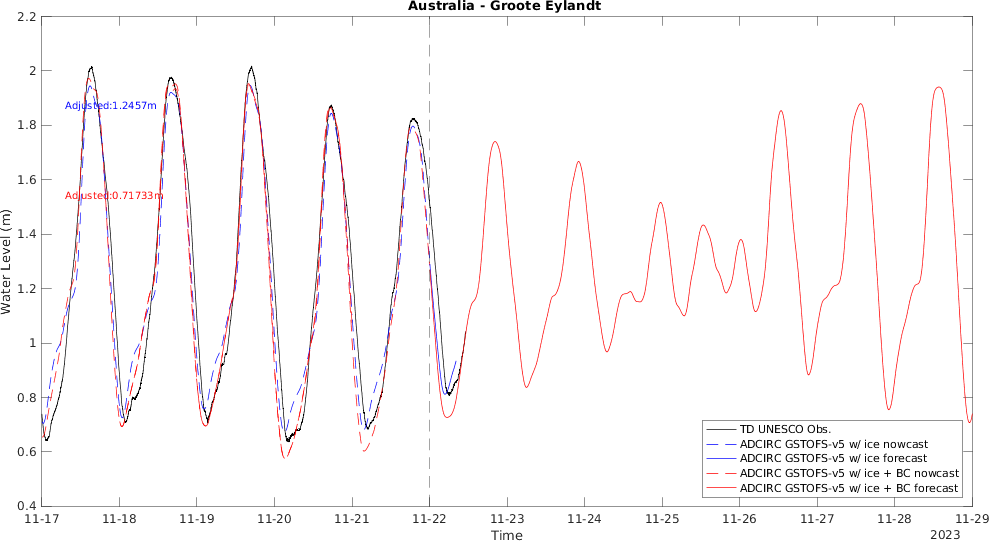 Australia - Groote Eylandt
2.2
2
1.8
1.6
1.4
1.2
1
0.8
0.6
0.4
Water Level (m)
Adjusted:1.2457m
Adjusted:0.71733m
TD UNESCO Obs.
ADCIRC GSTOFS-v5 w/ ice nowcast
ADCIRC GSTOFS-v5 w/ ice forecast
ADCIRC GSTOFS-v5 w/ ice + BC nowcast
ADCIRC GSTOFS-v5 w/ ice + BC forecast
11-17 11-18 11-19 11-20 11-21 11-22 11-23 11-24 11-25 11-26 11-27 11-28 11-29
Time
2023